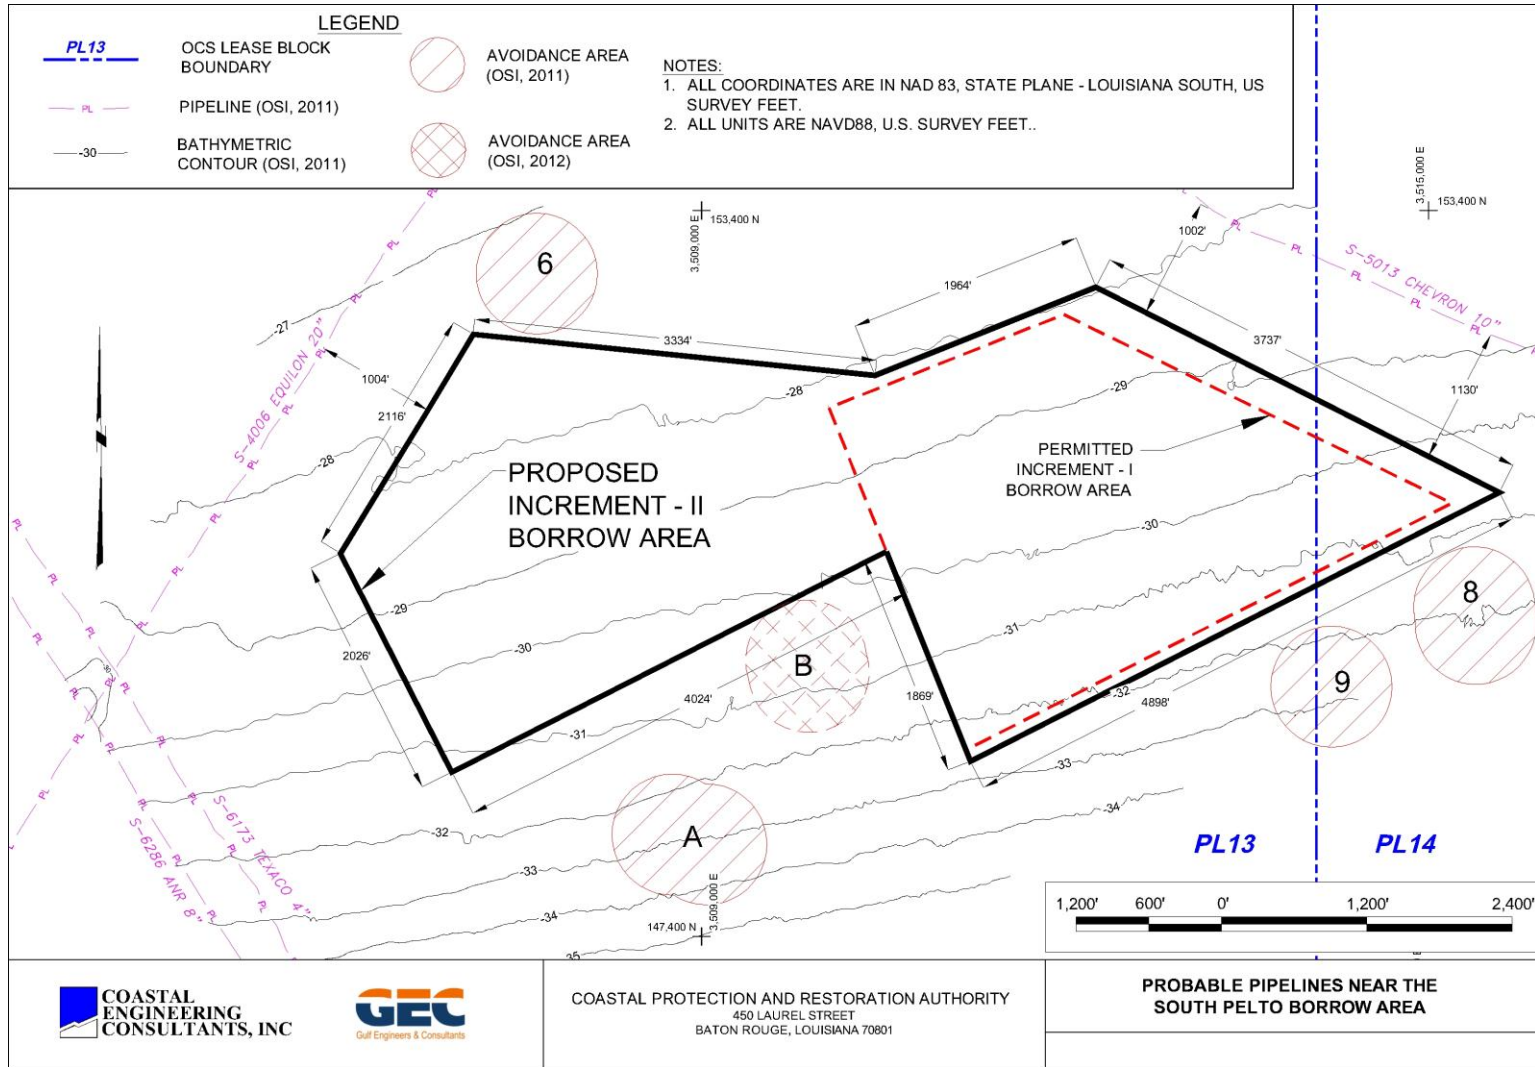 LEGEND
PL13
OCS LEASE BLOCK
BOUNDARY
PL
PIPELINE (OSI, 2011)
-30
BATHYMETRIC
CONTOUR (OSI, 2011)
AVOIDANCE AREA
(OSI, 2011)
AVOIDANCE AREA
(OSI, 2012)
NOTES:
1. ALL COORDINATES ARE IN NAD 83, STATE PLANE - LOUISIANA SOUTH, US
SURVEY FEET.
2. ALL UNITS ARE NAVD88, U.S. SURVEY FEET..
3,509,000 E
153,400 N
3,515,000 E
153,400 N
6
1002'
1964'
S-5013 CHEVRON 10"
-27
3334'
3737'
1004'
2116'
1130'
-28
-29
S-4006 EQUILON 20"
-28
PROPOSED
INCREMENT - II
BORROW AREA
PERMITTED
INCREMENT - I
BORROW AREA
-30
-29
8
-30
-31
2026'
B
9
-30
4024'
1869'
-32
4898'
-31
-33
-34
S-6173 TEXACO 4"
S-6286 ANR 8"
-32
A
-33
-34
-35
PL13
PL14
3,509,000 E
147,400 N
1,200'
600'
0'
1,200'
2,400'
COASTAL
ENGINEERING
CONSULTANTS, INC
GEC
Gulf Engineers & Consultants
COASTAL PROTECTION AND RESTORATION AUTHORITY
450 LAUREL STREET
BATON ROUGE, LOUISIANA 70801
PROBABLE PIPELINES NEAR THE
SOUTH PELTO BORROW AREA